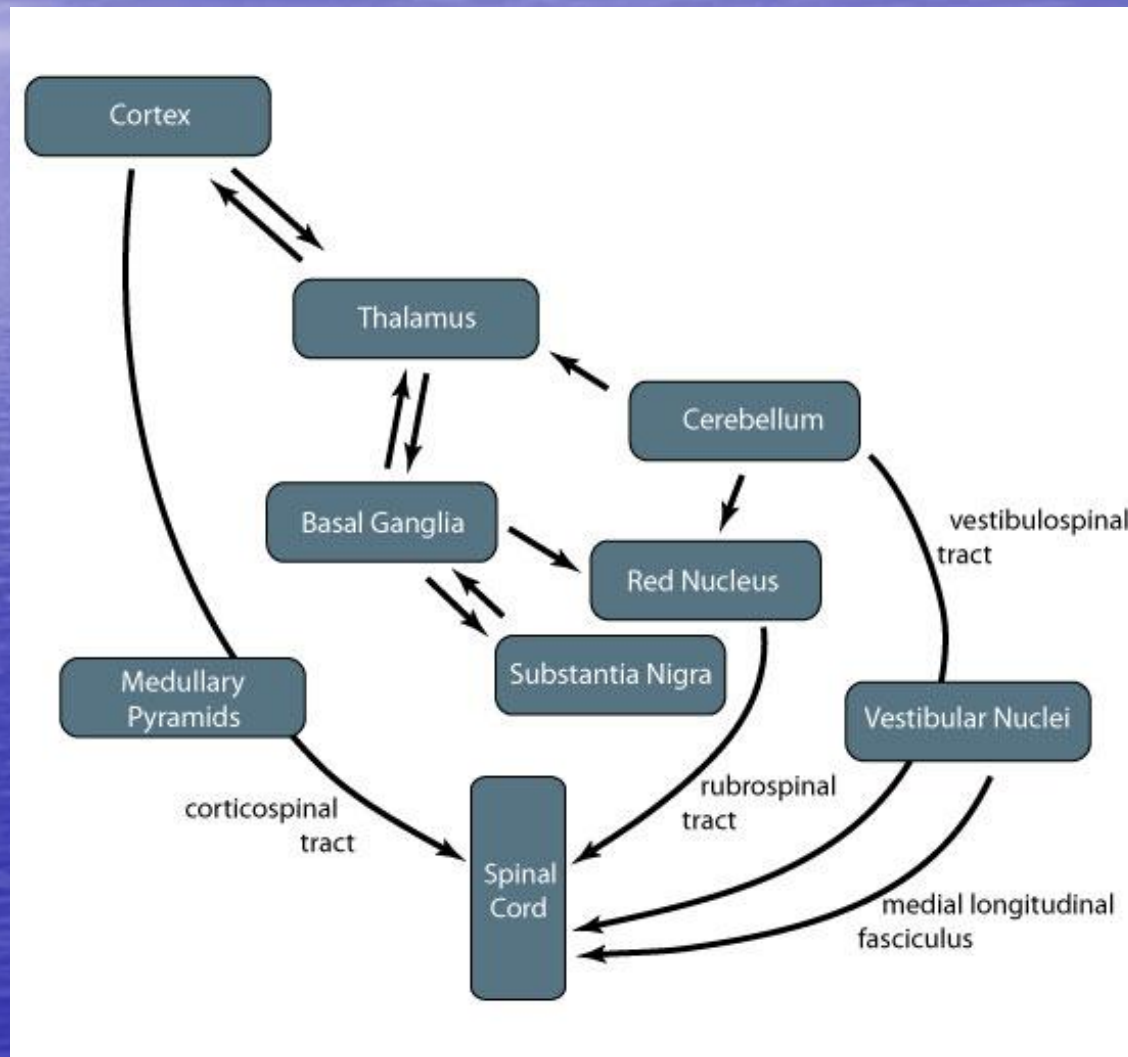 Cortex
Thalamus
Cerebellum
Basal Ganglia
vestibulospinal
tract
Red Nucleus
Substantia Nigra
Medullary
Pyramids
Vestibular Nuclei
corticospinal
tract
rubrospinal
tract
Spinal
Cord
medial longitudinal
fasciculus